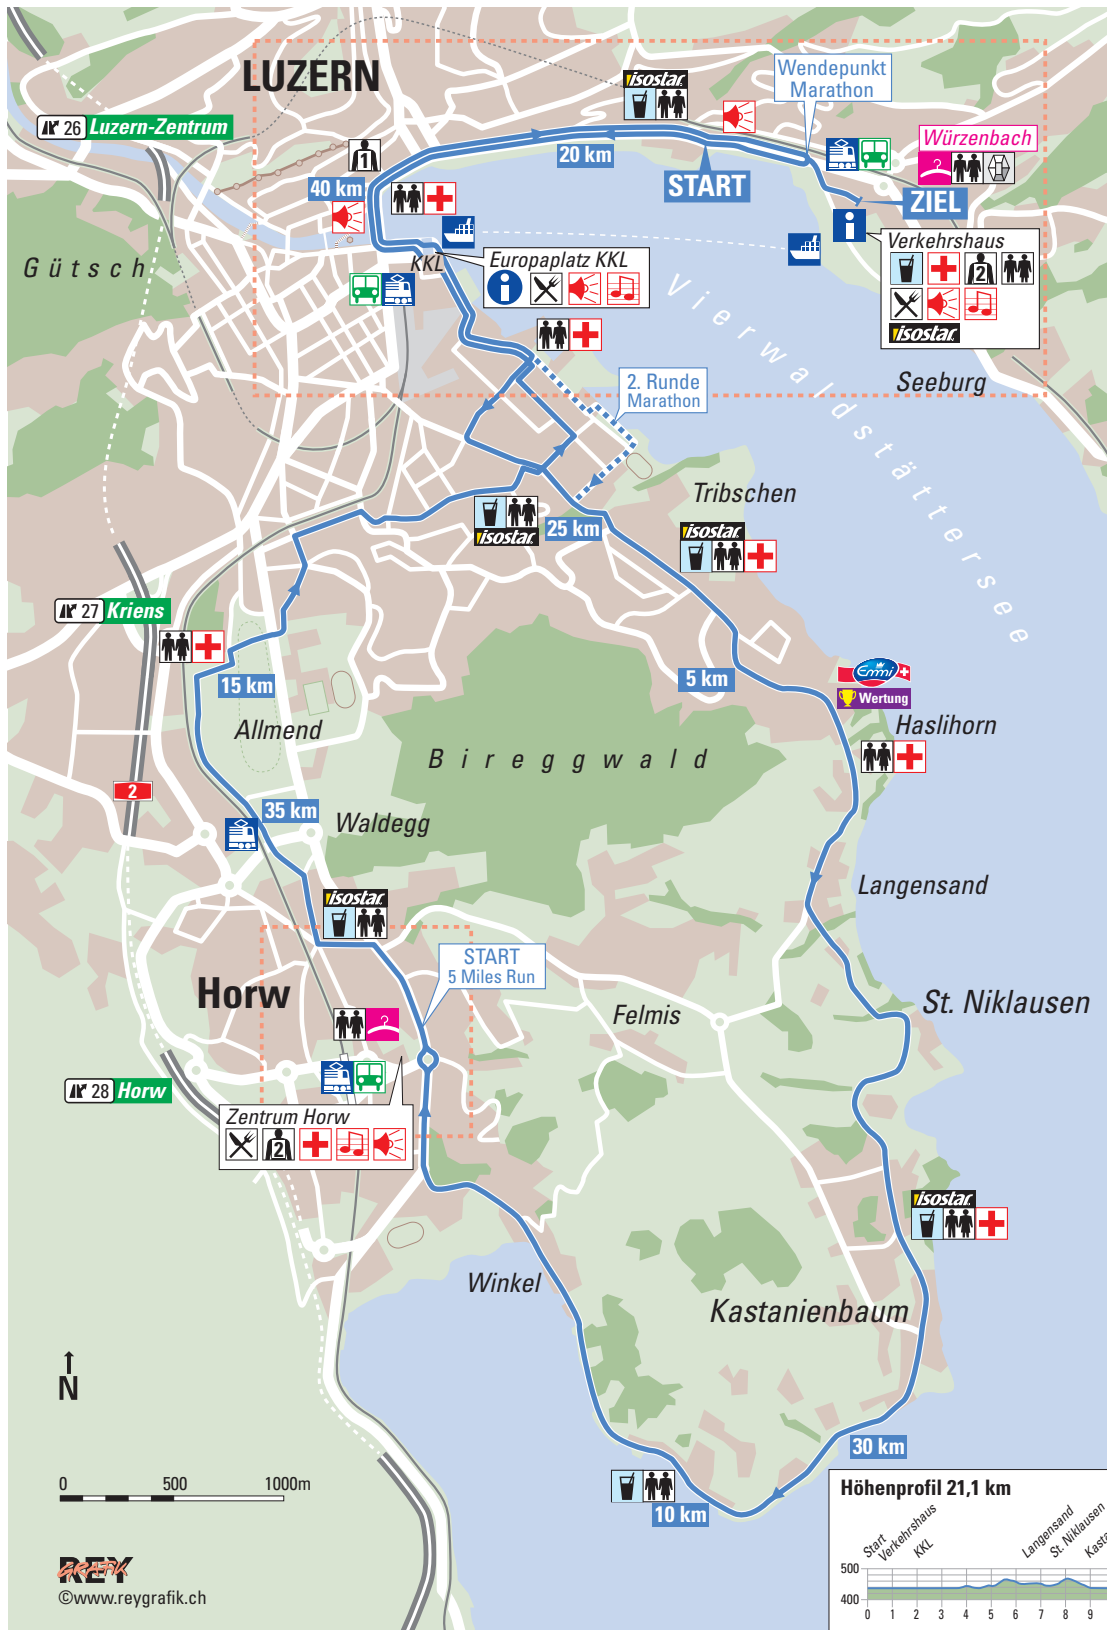 LUZERN
isostar
Wendepunkt
Marathon
26 Luzern-Zentrum
Würzenbach
1
20 km
START
40 km
ZIEL
i
Verkehrshaus
2
isostar
Gütsch
KKL
Europaplatz KKL
i
Vierwaldstättersee
2. Runde
Marathon
Seeburg
Tribschen
isostar
25 km
isostar
27 Kriens
5 km
Emmi
Wertung
15 km
Haslihorn
Allmend
Bireggwald
2
35 km
Waldegg
Langensand
isostar
START
5 Miles Run
Horw
St. Niklausen
Felmis
28 Horw
Zentrum Horw
2
isostar
Winkel
Kastanienbaum
N
30 km
0 500 1000m
10 km
Höhenprofil 21,1 km
Start
Verkehrshaus
KKL
Langensand
St. Niklausen
Kasta
500
400
0 1 2 3 4 5 6 7 8 9
REY
GRAFIK
©www.reygrafik.ch